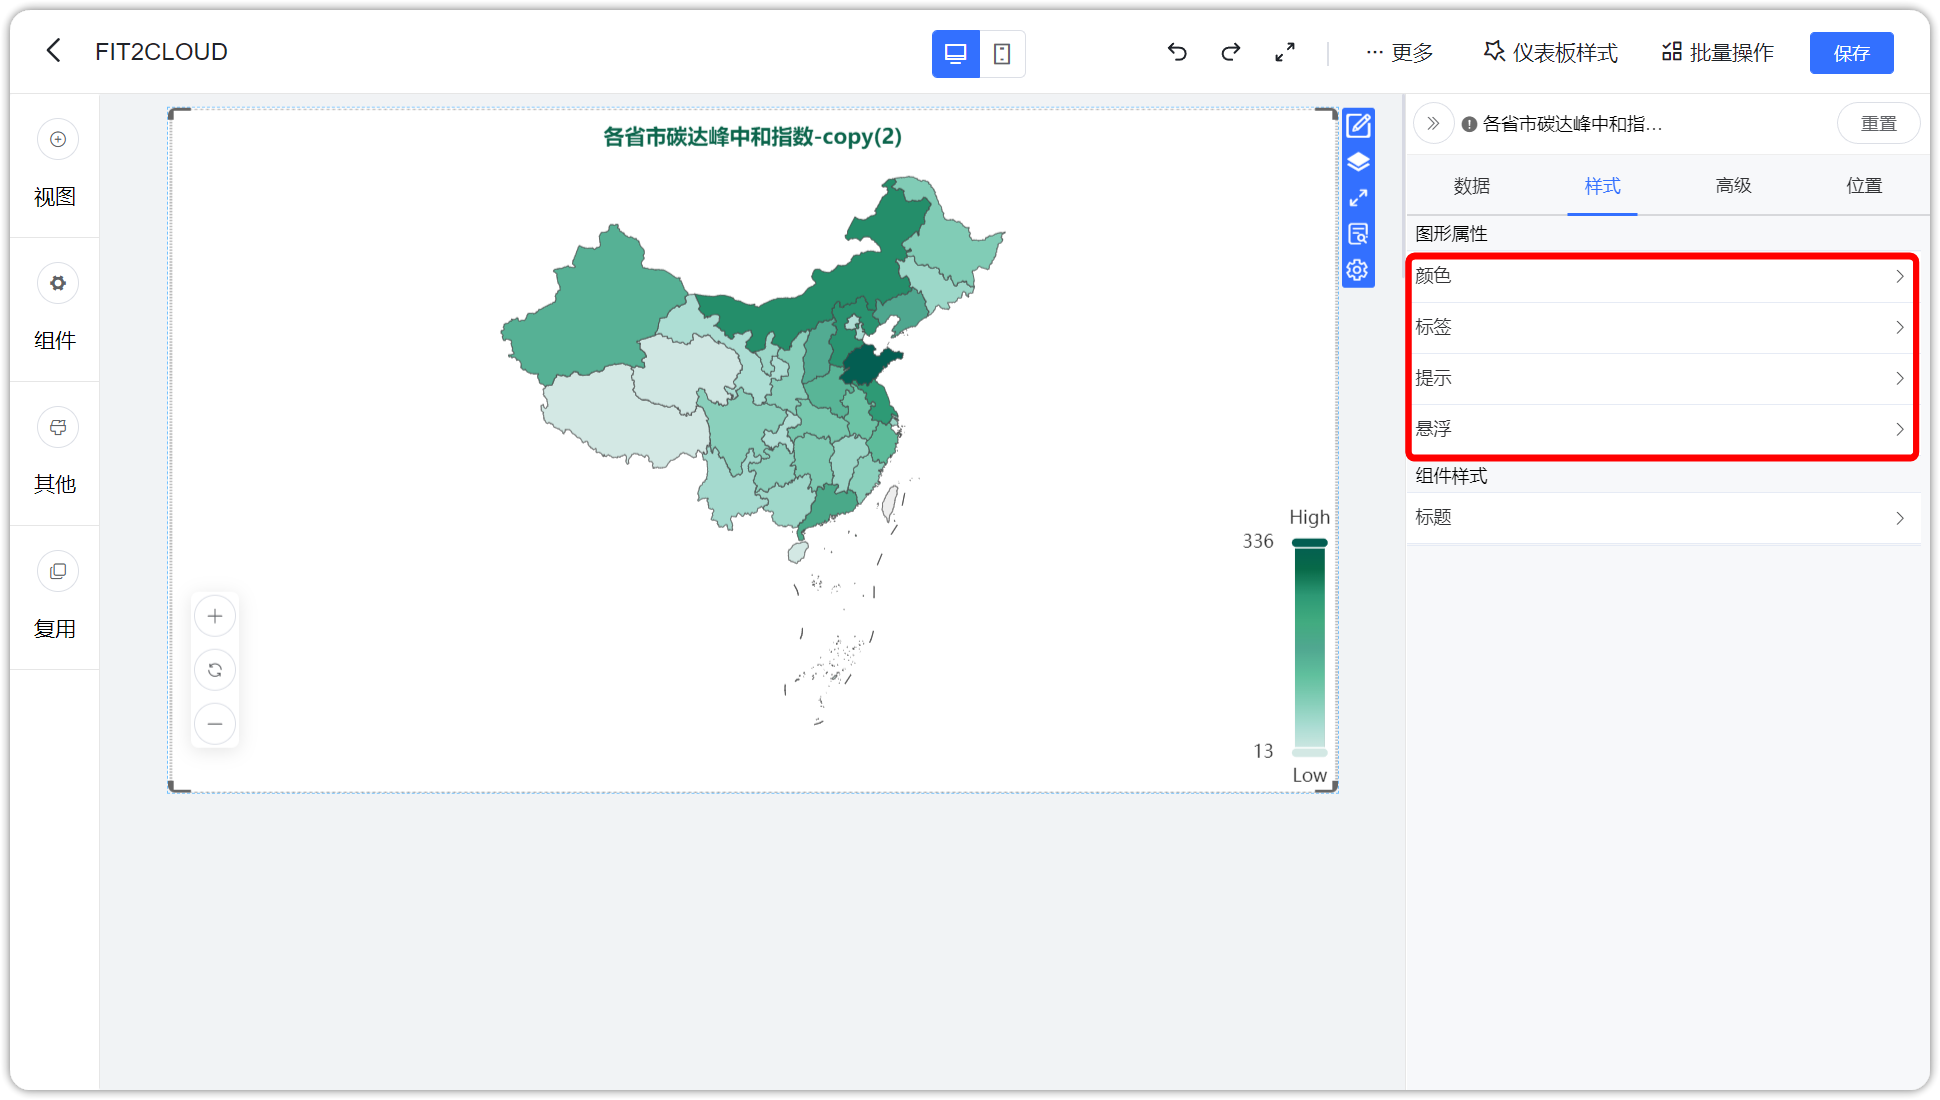 FIT2CLOUD
更多
仪表板样式
批量操作
保存
视图
组件
其他
复用
各省市碳达峰中和指数-copy(2)
High
336
13
Low
各省市碳达峰中和指...
重置
数据
样式
高级
位置
图形属性
颜色
标签
提示
悬浮
组件样式
标题